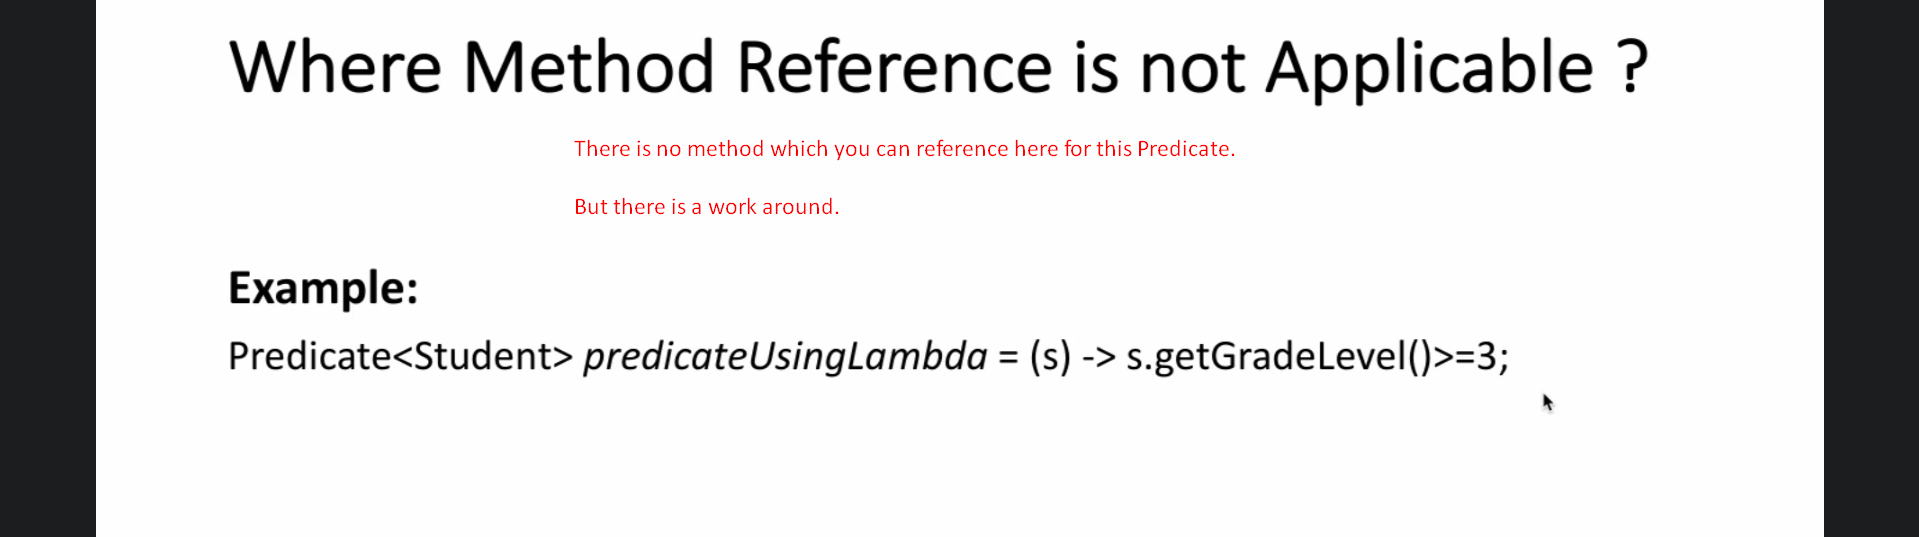 Where Method Reference is not Applicable ?
There is no method which you can reference here for this Predicate.
But there is a work around.
Example:
Predicate<Student> predicateUsingLambda = (s) -> s.getGradeLevel()>=3;